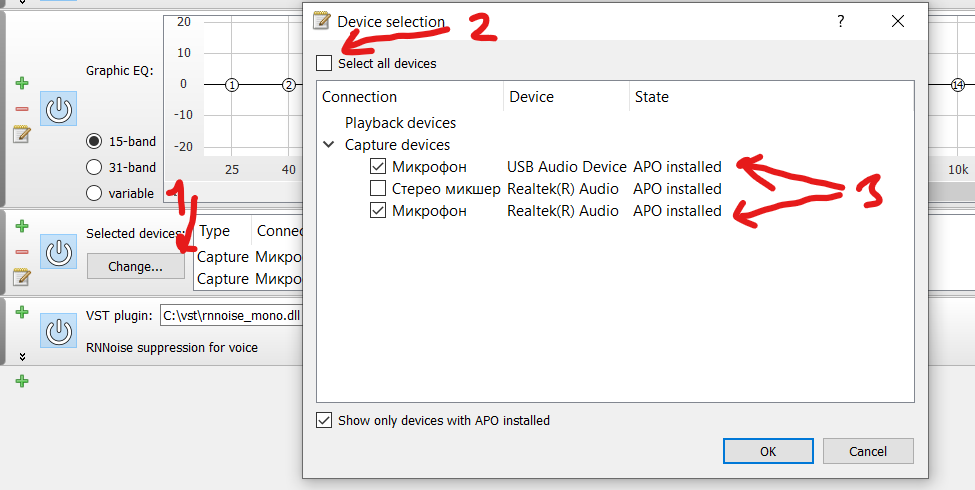 20
10
Graphic EQ:
0
-10
-20
15-band
31-band
variable
25
40
1
2
14
10k
Selected devices:
Change...
Type
Connec
Capture
Микро
Capture
Микро
VST plugin:
C:\vst\rnnoise_mono.dll
RNNoise suppression for voice
1
Device selection
2
?
Select all devices
Connection Device State
Playback devices
Capture devices
Микрофон USB Audio Device APO installed
Стерео микшер Realtek(R) Audio APO installed
Микрофон Realtek(R) Audio APO installed
3
Show only devices with APO installed
OK
Cancel